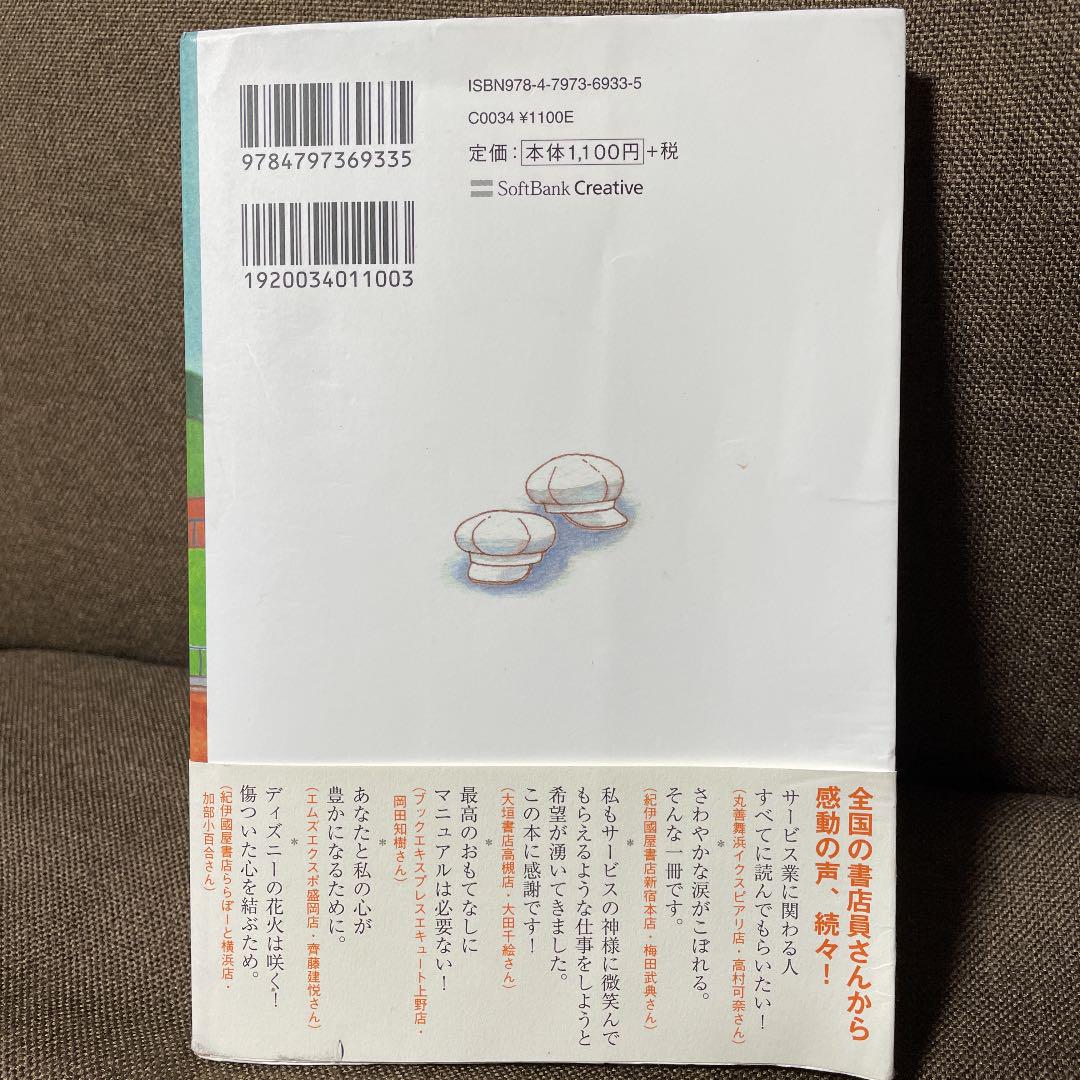 ISBN978-4-7973-6933-5
C0034 ¥1100E
定価：本体1,100円+税
SoftBank Creative
9784797369335
1920034011003
全国の書店員さんから
感動の声、続々！
サービス業に関わる人
すべてに読んでもらいたい！
（丸善舞浜イクスピアリ店・高村可奈さん）
*
さわやかな涙がこぼれる。
そんな一冊です。
（紀伊國屋書店新宿本店・梅田武典さん）
*
私もサービスの神様に微笑んで
もらえるような仕事をしようと
希望が湧いてきました。
この本に感謝です！
（大垣書店高槻店・大田千絵さん）
*
最高のおもてなしに
マニュアルは必要ない！
（ブックエキスプレスエキュート上野店・
岡田知樹さん）
*
あなたと私の心が
豊かになるために。
（エムズエクスポ盛岡店・齊藤建悦さん）
*
ディズニーの花火は咲く！
傷ついた心を結ぶため。
（紀伊國屋書店ららぽーと横浜店・
加部小百合さん）